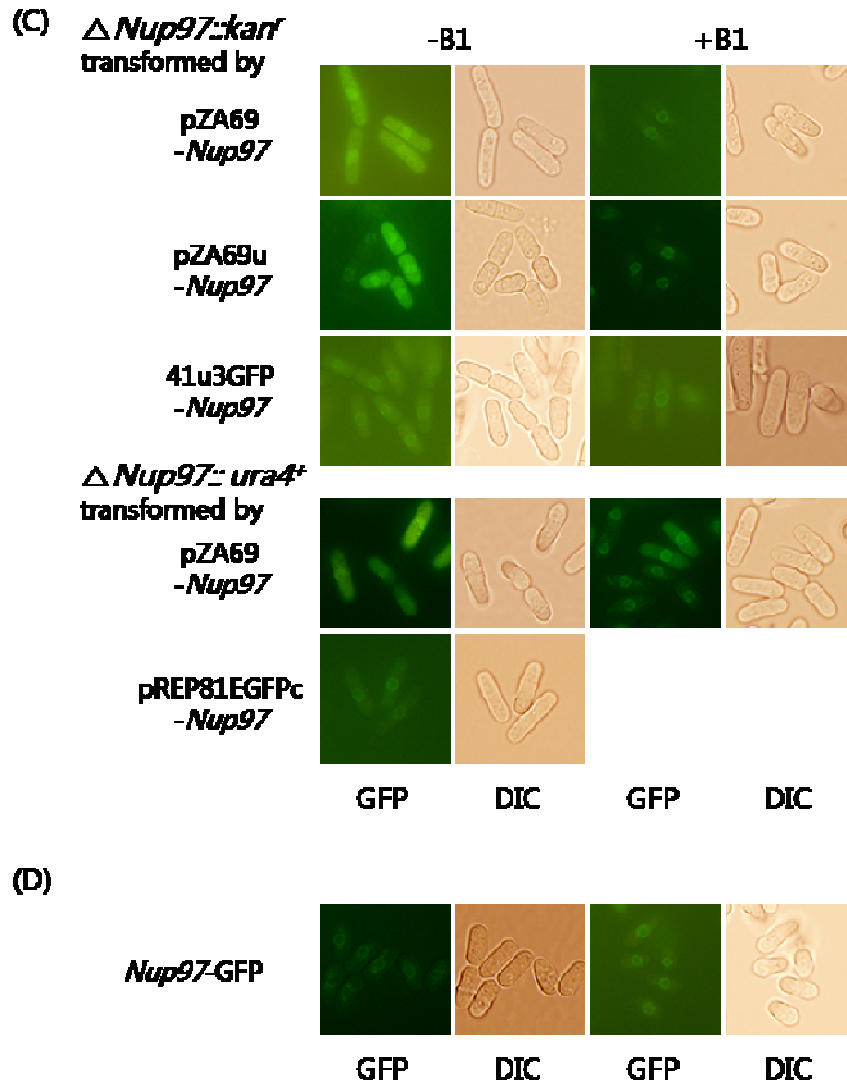 (C)
△Nup97::kanʳ
transformed by
-B1
+B1
pZA69
-Nup97
pZA69u
-Nup97
41u3GFP
-Nup97
△Nup97:: ura4⁺
transformed by
pZA69
-Nup97
pREP81EGFPc
-Nup97
GFP
DIC
GFP
DIC
(D)
Nup97-GFP
GFP
DIC
GFP
DIC